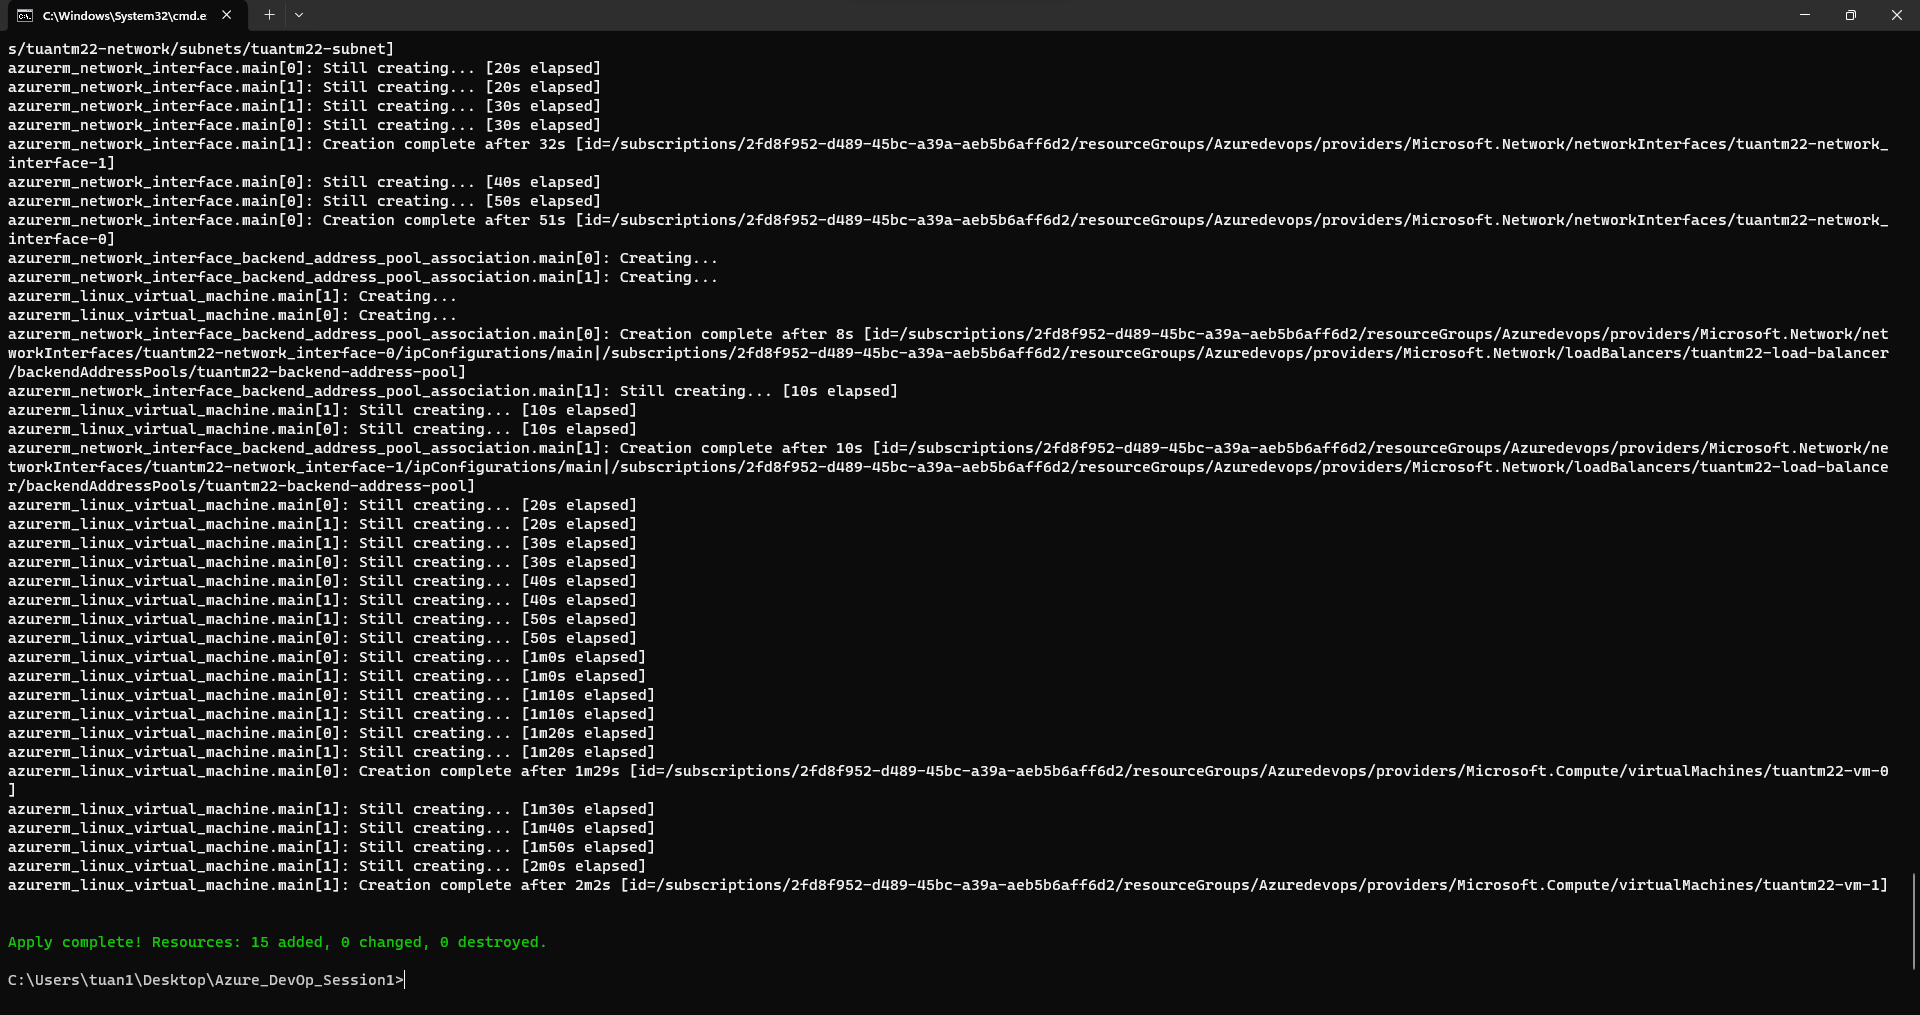 C:\Windows\System32\cmd.e
s/tuantm22-network/subnets/tuantm22-subnet]
azurerm_network_interface.main[0]: Still creating... [20s elapsed]
azurerm_network_interface.main[1]: Still creating... [20s elapsed]
azurerm_network_interface.main[1]: Still creating... [30s elapsed]
azurerm_network_interface.main[0]: Still creating... [30s elapsed]
azurerm_network_interface.main[1]: Creation complete after 32s [id=/subscriptions/2fd8f952-d489-45bc-a39a-aeb5b6aff6d2/resourceGroups/Azuredevops/providers/Microsoft.Network/networkInterfaces/tuantm22-network_
interface-1]
azurerm_network_interface.main[0]: Still creating... [40s elapsed]
azurerm_network_interface.main[0]: Still creating... [50s elapsed]
azurerm_network_interface.main[0]: Creation complete after 51s [id=/subscriptions/2fd8f952-d489-45bc-a39a-aeb5b6aff6d2/resourceGroups/Azuredevops/providers/Microsoft.Network/networkInterfaces/tuantm22-network_
interface-0]
azurerm_network_interface_backend_address_pool_association.main[0]: Creating...
azurerm_network_interface_backend_address_pool_association.main[1]: Creating...
azurerm_linux_virtual_machine.main[1]: Creating...
azurerm_linux_virtual_machine.main[0]: Creating...
azurerm_network_interface_backend_address_pool_association.main[0]: Creation complete after 8s [id=/subscriptions/2fd8f952-d489-45bc-a39a-aeb5b6aff6d2/resourceGroups/Azuredevops/providers/Microsoft.Network/net
workInterfaces/tuantm22-network_interface-0/ipConfigurations/main|/subscriptions/2fd8f952-d489-45bc-a39a-aeb5b6aff6d2/resourceGroups/Azuredevops/providers/Microsoft.Network/loadBalancers/tuantm22-load-balancer
/backendAddressPools/tuantm22-backend-address-pool]
azurerm_network_interface_backend_address_pool_association.main[1]: Still creating... [10s elapsed]
azurerm_linux_virtual_machine.main[1]: Still creating... [10s elapsed]
azurerm_linux_virtual_machine.main[0]: Still creating... [10s elapsed]
azurerm_network_interface_backend_address_pool_association.main[1]: Creation complete after 10s [id=/subscriptions/2fd8f952-d489-45bc-a39a-aeb5b6aff6d2/resourceGroups/Azuredevops/providers/Microsoft.Network/ne
tworkInterfaces/tuantm22-network_interface-1/ipConfigurations/main|/subscriptions/2fd8f952-d489-45bc-a39a-aeb5b6aff6d2/resourceGroups/Azuredevops/providers/Microsoft.Network/loadBalancers/tuantm22-load-balance
r/backendAddressPools/tuantm22-backend-address-pool]
azurerm_linux_virtual_machine.main[0]: Still creating... [20s elapsed]
azurerm_linux_virtual_machine.main[1]: Still creating... [20s elapsed]
azurerm_linux_virtual_machine.main[1]: Still creating... [30s elapsed]
azurerm_linux_virtual_machine.main[0]: Still creating... [30s elapsed]
azurerm_linux_virtual_machine.main[0]: Still creating... [40s elapsed]
azurerm_linux_virtual_machine.main[1]: Still creating... [40s elapsed]
azurerm_linux_virtual_machine.main[1]: Still creating... [50s elapsed]
azurerm_linux_virtual_machine.main[0]: Still creating... [50s elapsed]
azurerm_linux_virtual_machine.main[0]: Still creating... [1m0s elapsed]
azurerm_linux_virtual_machine.main[1]: Still creating... [1m0s elapsed]
azurerm_linux_virtual_machine.main[0]: Still creating... [1m10s elapsed]
azurerm_linux_virtual_machine.main[1]: Still creating... [1m10s elapsed]
azurerm_linux_virtual_machine.main[0]: Still creating... [1m20s elapsed]
azurerm_linux_virtual_machine.main[1]: Still creating... [1m20s elapsed]
azurerm_linux_virtual_machine.main[0]: Creation complete after 1m29s [id=/subscriptions/2fd8f952-d489-45bc-a39a-aeb5b6aff6d2/resourceGroups/Azuredevops/providers/Microsoft.Compute/virtualMachines/tuantm22-vm-0
]
azurerm_linux_virtual_machine.main[1]: Still creating... [1m30s elapsed]
azurerm_linux_virtual_machine.main[1]: Still creating... [1m40s elapsed]
azurerm_linux_virtual_machine.main[1]: Still creating... [1m50s elapsed]
azurerm_linux_virtual_machine.main[1]: Still creating... [2m0s elapsed]
azurerm_linux_virtual_machine.main[1]: Creation complete after 2m2s [id=/subscriptions/2fd8f952-d489-45bc-a39a-aeb5b6aff6d2/resourceGroups/Azuredevops/providers/Microsoft.Compute/virtualMachines/tuantm22-vm-1]
Apply complete! Resources: 15 added, 0 changed, 0 destroyed.
C:\Users\tuan1\Desktop\Azure_DevOp_Session1>